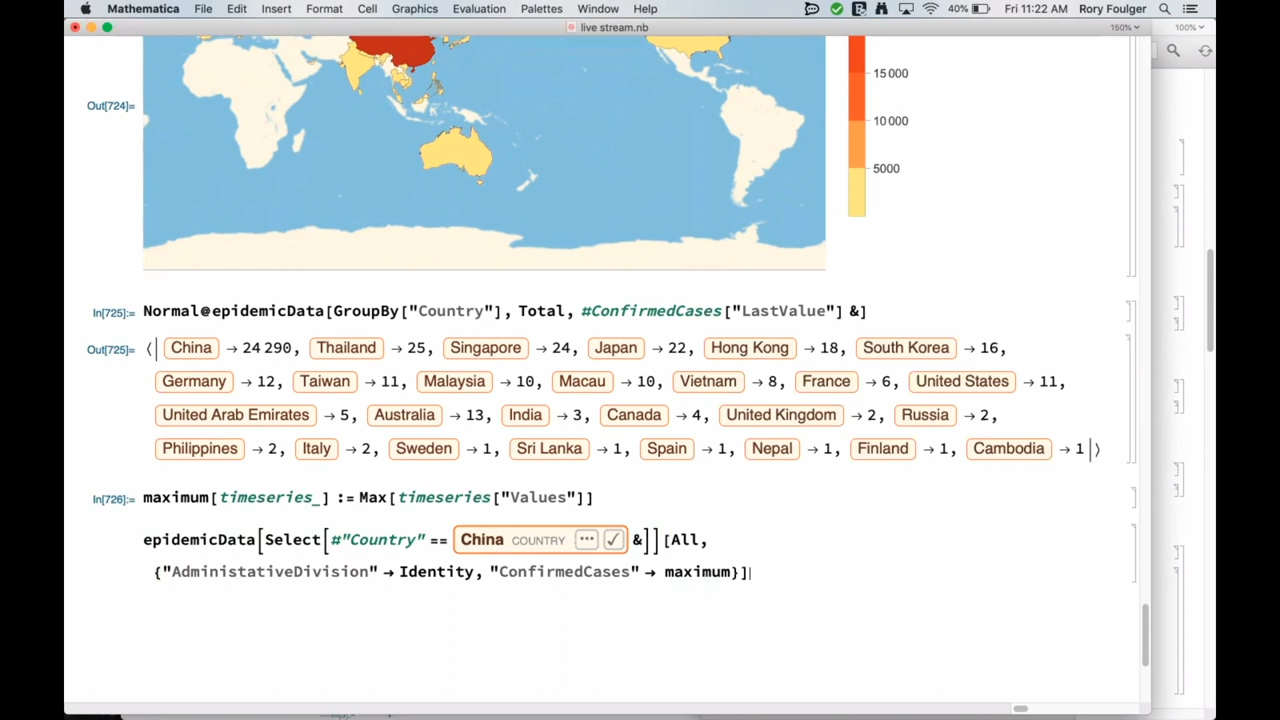 Mathematica File Edit Insert Format Cell Graphics Evaluation Palettes Window Help 40% Fri 11:22 AM Rory Foulger
live stream.nb 150% 100%
15 000
Out[724]=
10 000
5000
In[725]:= Normal@epidemicData[GroupBy["Country"], Total, #ConfirmedCases["LastValue"] &]
Out[725]= <| China → 24 290, Thailand → 25, Singapore → 24, Japan → 22, Hong Kong → 18, South Korea → 16,
Germany → 12, Taiwan → 11, Malaysia → 10, Macau → 10, Vietnam → 8, France → 6, United States → 11,
United Arab Emirates → 5, Australia → 13, India → 3, Canada → 4, United Kingdom → 2, Russia → 2,
Philippines → 2, Italy → 2, Sweden → 1, Sri Lanka → 1, Spain → 1, Nepal → 1, Finland → 1, Cambodia → 1 |>
In[726]:= maximum[timeseries_] := Max[timeseries["Values"]]
epidemicData[Select[#"Country" == China COUNTRY ••• ✓ &]][All,
{"AdministativeDivision" → Identity, "ConfirmedCases" → maximum}]